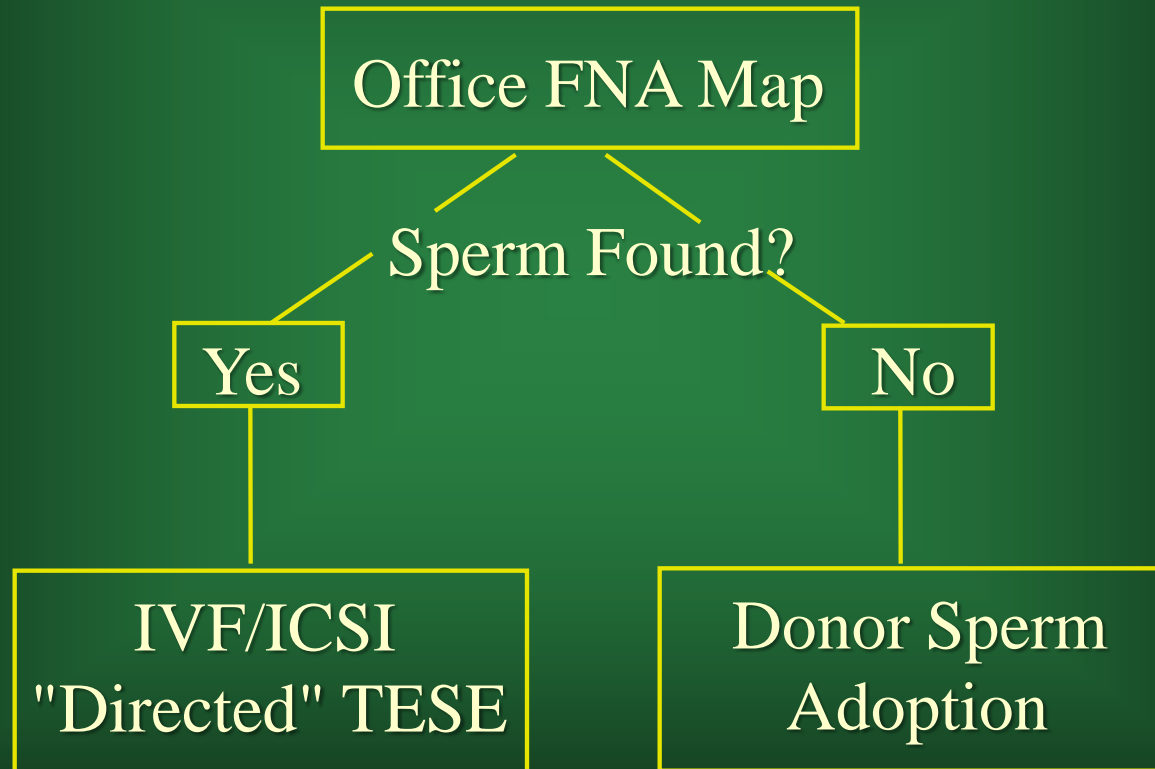 Office FNA Map
Sperm Found?
Yes
No
IVF/ICSI
"Directed" TESE
Donor Sperm
Adoption